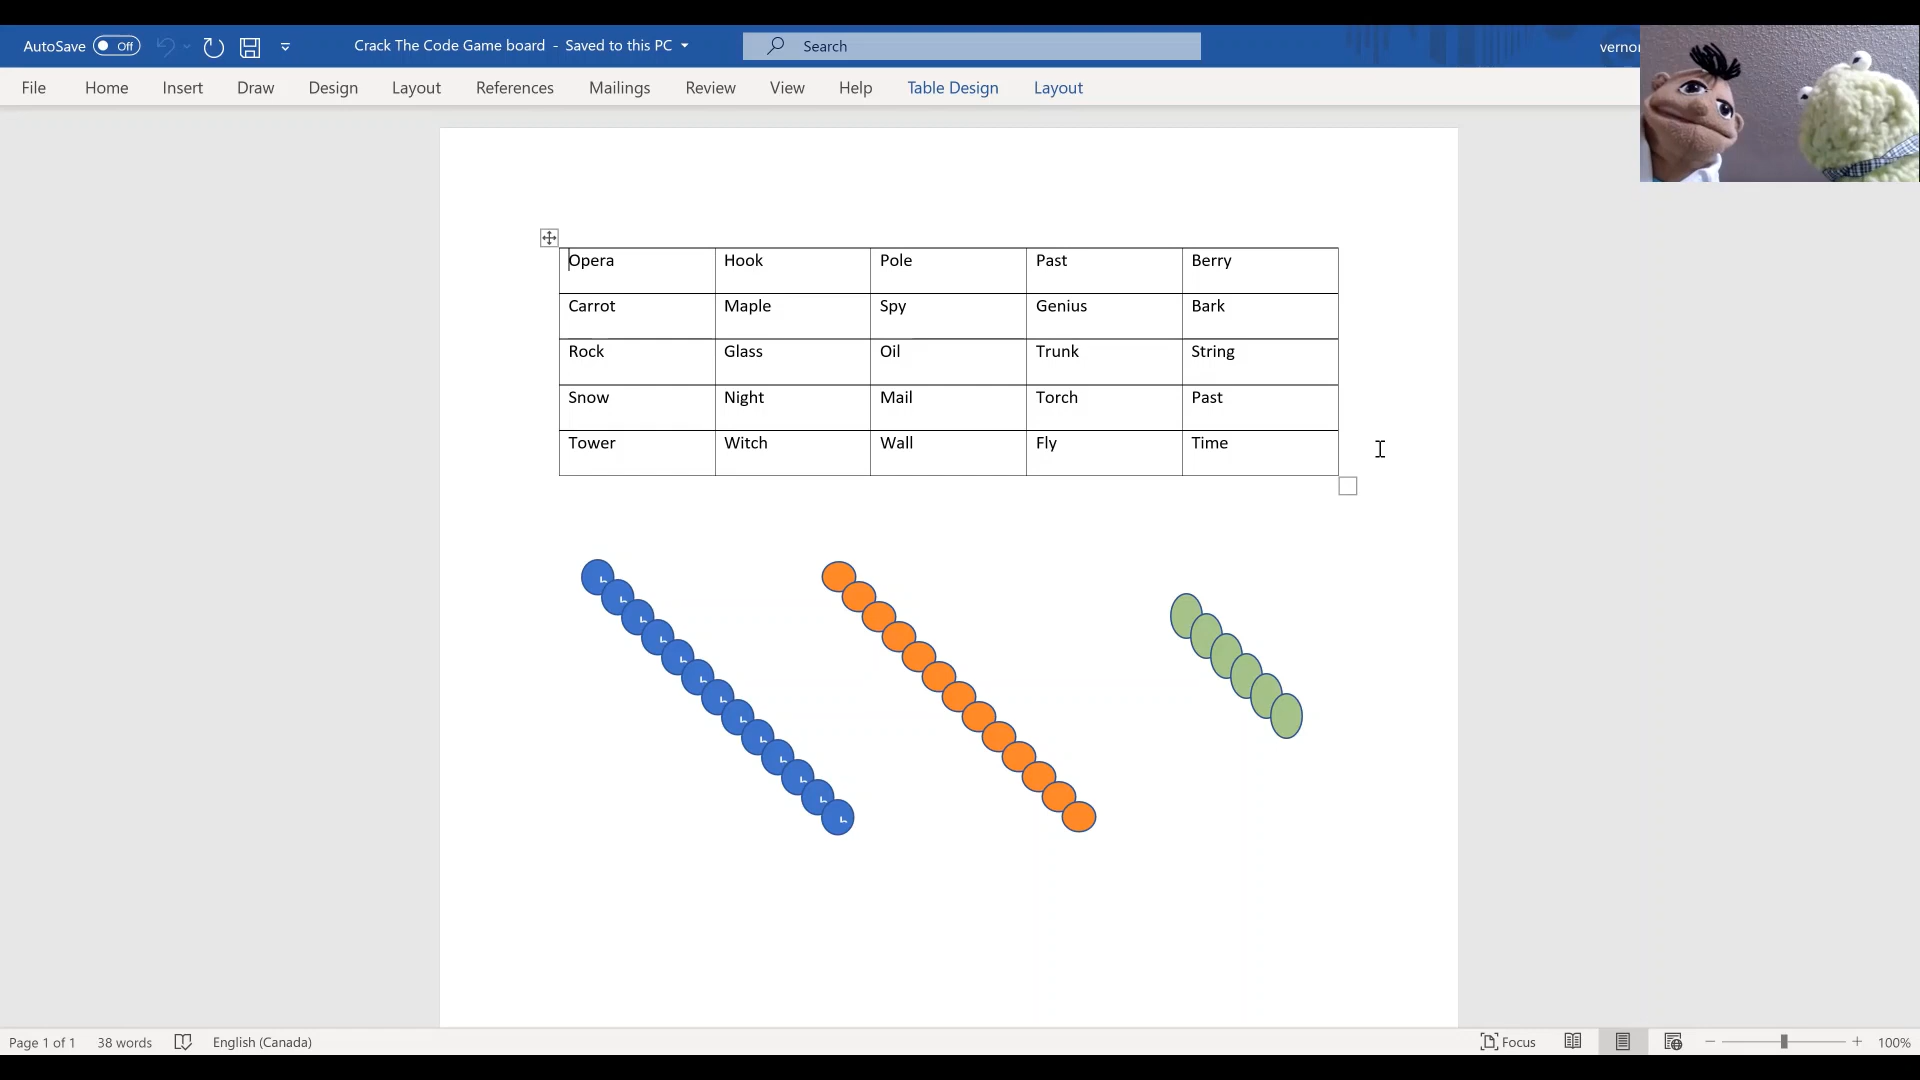 AutoSave Off Crack The Code Game board - Saved to this PC Search
File Home Insert Draw Design Layout References Mailings Review View Help Table Design Layout
Opera Hook Pole Past Berry
Carrot Maple Spy Genius Bark
Rock Glass Oil Trunk String
Snow Night Mail Torch Past
Tower Witch Wall Fly Time
Page 1 of 1 38 words English (Canada) Focus 100%